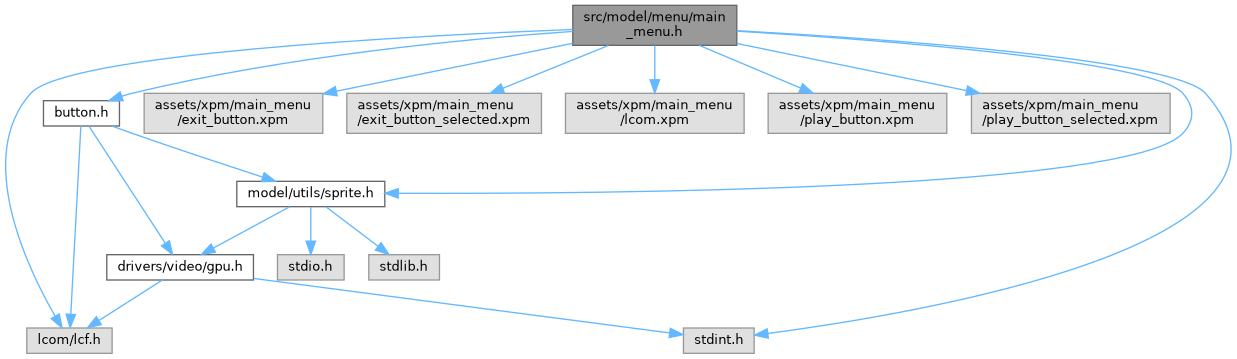 src/model/menu/main
_menu.h
button.h
assets/xpm/main_menu
/exit_button.xpm
assets/xpm/main_menu
/exit_button_selected.xpm
assets/xpm/main_menu
/lcom.xpm
assets/xpm/main_menu
/play_button.xpm
assets/xpm/main_menu
/play_button_selected.xpm
model/utils/sprite.h
drivers/video/gpu.h
stdio.h
stdlib.h
lcom/lcf.h
stdint.h